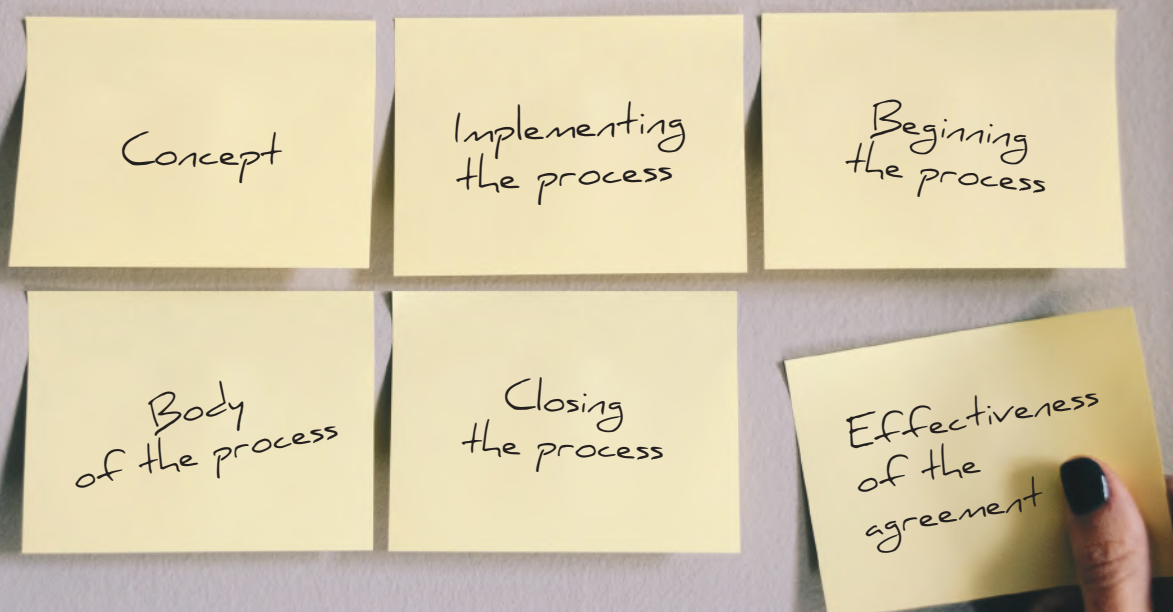 Concept
Implementing
the process
Beginning
the process
Body
of the process
Closing
the process
Effectiveness
of the
agreement